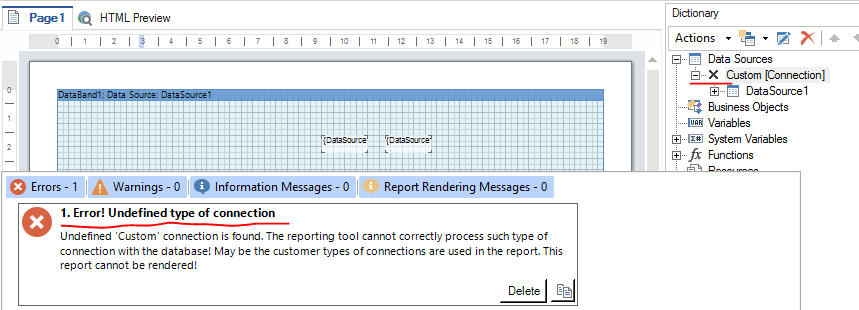 Page1 HTML Preview
0 1 2 3 4 5 6 7 8 9 10 11 12 13 14 15 16 17 18 19
0
1
2
DataBand1; Data Source: DataSource1
{DataSource {DataSource
Dictionary
Actions
Data Sources
Custom [Connection]
DataSource1
Business Objects
Variables
System Variables
Functions
Errors - 1 Warnings - 0 Information Messages - 0 Report Rendering Messages - 0
1. Error! Undefined type of connection
Undefined 'Custom' connection is found. The reporting tool cannot correctly process such type of
connection with the database! May be the customer types of connections are used in the report. This
report cannot be rendered!
Delete